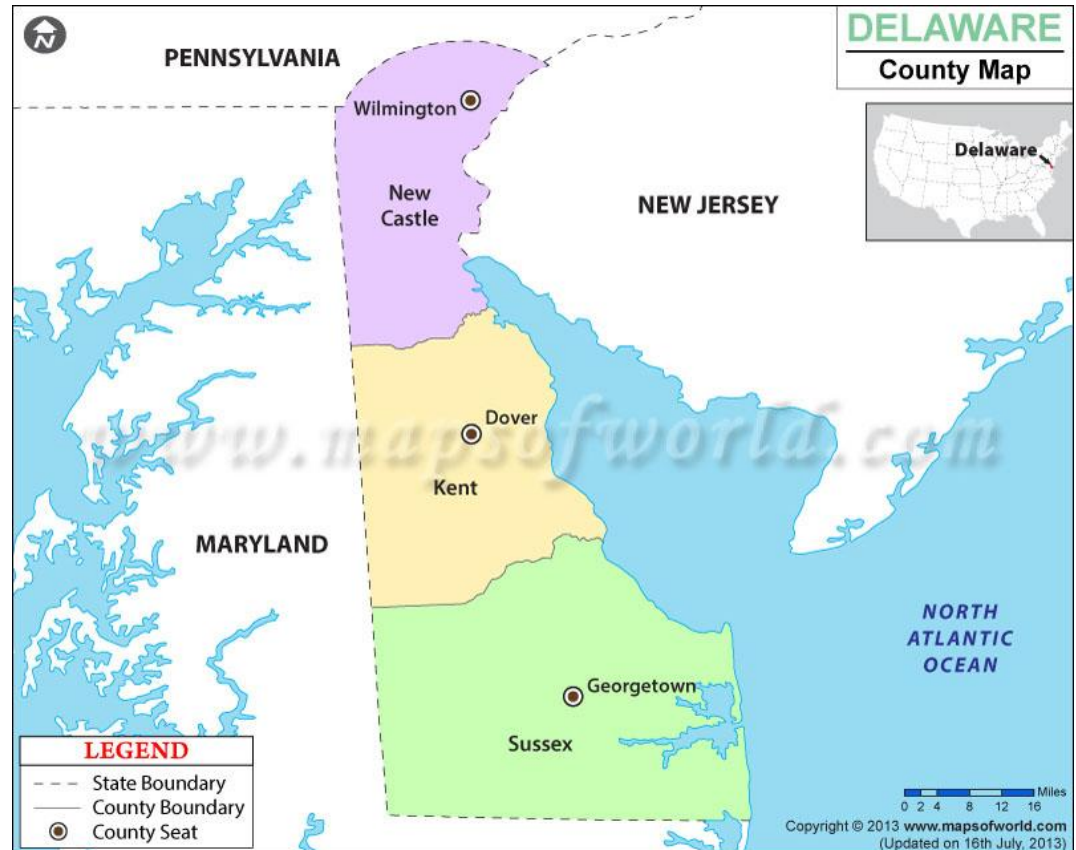 N
PENNSYLVANIA
DELAWARE
County Map
Wilmington
Delaware
New
Castle
NEW JERSEY
Dover
www.mapsofworld.com
Kent
MARYLAND
NORTH
ATLANTIC
OCEAN
Georgetown
Sussex
LEGEND
State Boundary
County Boundary
County Seat
Miles
0 2 4 8 12 16
Copyright © 2013 www.mapsofworld.com
(Updated on 16th July, 2013)